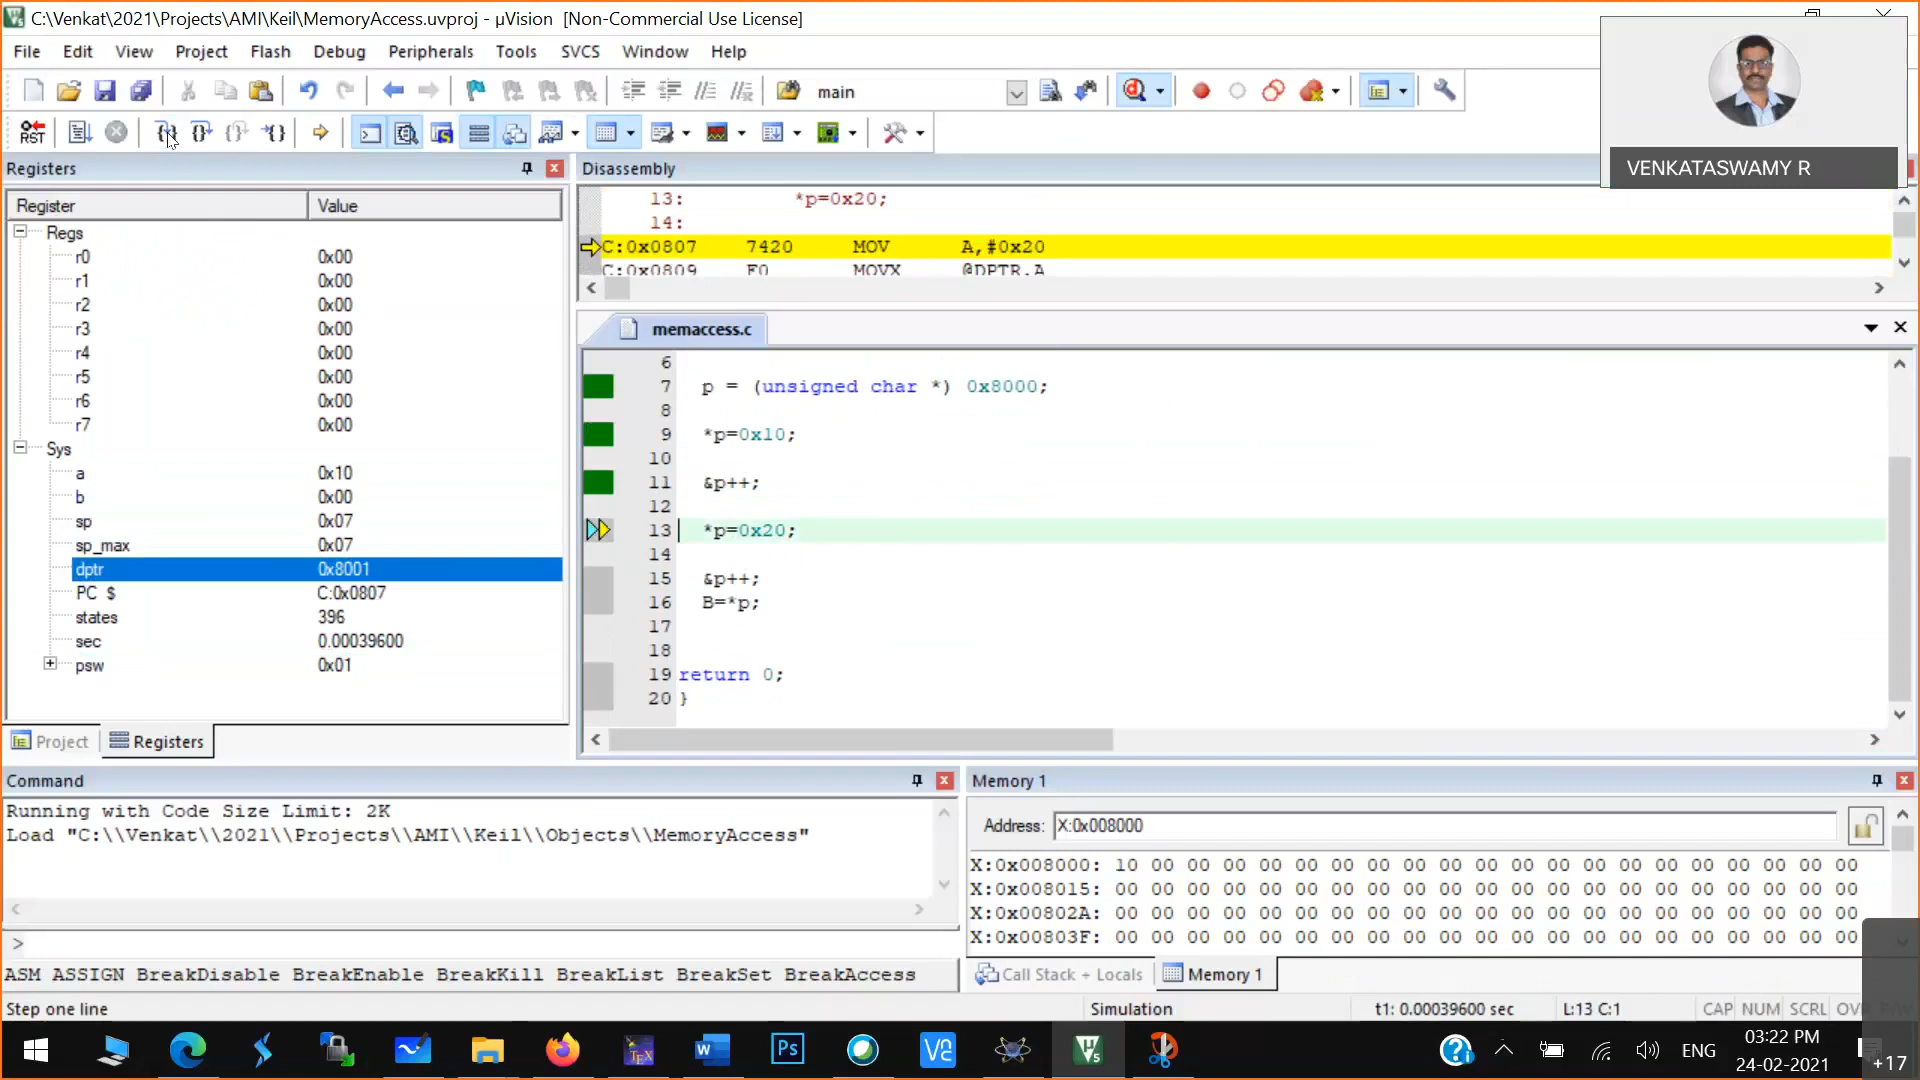 C:\Venkat\2021\Projects\AMI\Keil\MemoryAccess.uvproj - µVision [Non-Commercial Use License]
File Edit View Project Flash Debug Peripherals Tools SVCS Window Help
main
RST
VENKATASWAMY R
Registers
Register Value
Regs
r0 0x00
r1 0x00
r2 0x00
r3 0x00
r4 0x00
r5 0x00
r6 0x00
r7 0x00
Sys
a 0x10
b 0x00
sp 0x07
sp_max 0x07
dptr 0x8001
PC $ C:0x0807
states 396
sec 0.00039600
psw 0x01
Project Registers
Disassembly
13: *p=0x20;
14:
C:0x0807 7420 MOV A,#0x20
C:0x0809 F0 MOVX @DPTR,A
memaccess.c
6
7 p = (unsigned char *) 0x8000;
8
9 *p=0x10;
10
11 &p++;
12
13 *p=0x20;
14
15 &p++;
16 B=*p;
17
18
19 return 0;
20 }
Command
Running with Code Size Limit: 2K
Load "C:\\Venkat\\2021\\Projects\\AMI\\Keil\\Objects\\MemoryAccess"
>
ASM ASSIGN BreakDisable BreakEnable BreakKill BreakList BreakSet BreakAccess
Memory 1
Address: X:0x008000
X:0x008000: 10 00 00 00 00 00 00 00 00 00 00 00 00 00 00 00 00 00 00 00 00
X:0x008015: 00 00 00 00 00 00 00 00 00 00 00 00 00 00 00 00 00 00 00 00 00
X:0x00802A: 00 00 00 00 00 00 00 00 00 00 00 00 00 00 00 00 00 00 00 00 00
X:0x00803F: 00 00 00 00 00 00 00 00 00 00 00 00 00 00 00 00 00 00 00 00 00
Call Stack + Locals Memory 1
Step one line Simulation t1: 0.00039600 sec L:13 C:1 CAP NUM SCRL
ENG
03:22 PM
24-02-2021
+17